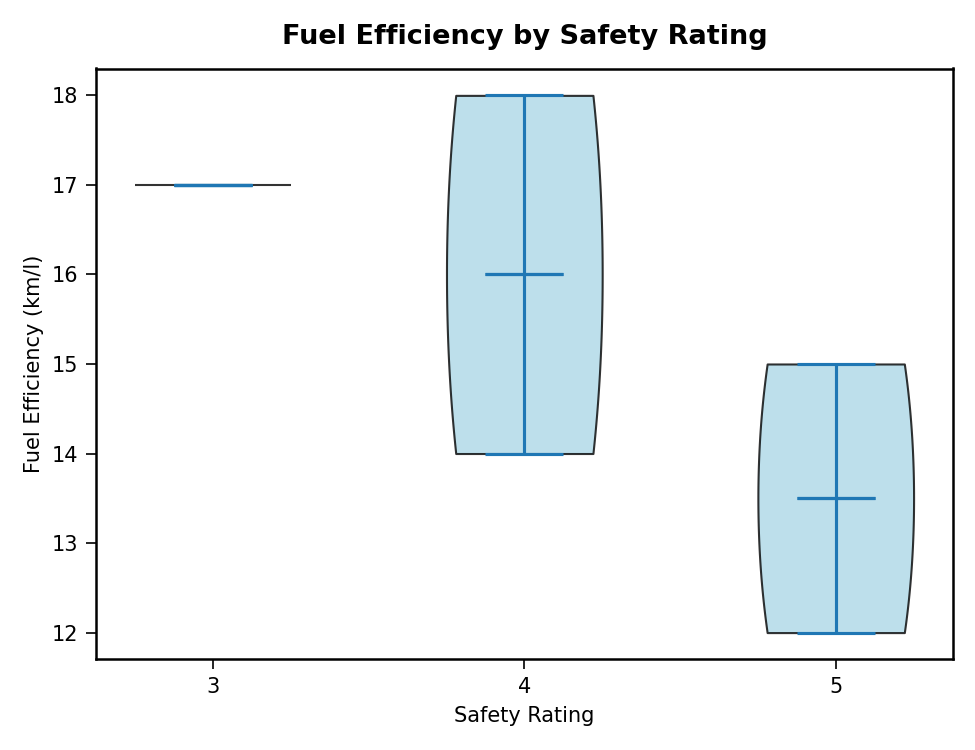 Fuel Efficiency by Safety Rating
Fuel Efficiency (km/l)
18
17
16
15
14
13
12
3 4 5
Safety Rating